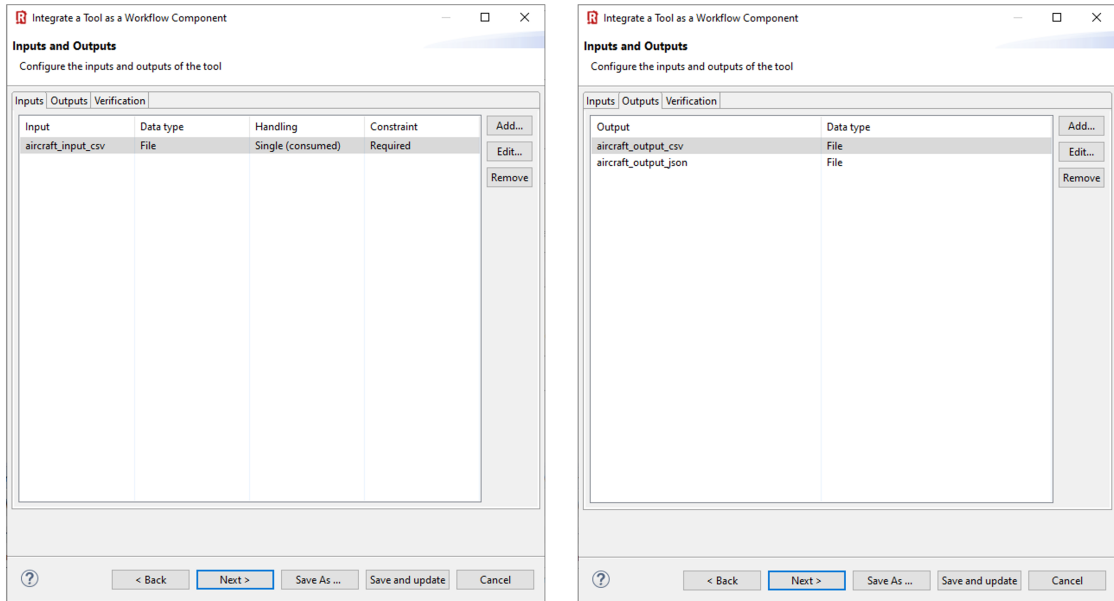 Integrate a Tool as a Workflow Component
Inputs and Outputs
Configure the inputs and outputs of the tool
Inputs Outputs Verification
Input Data type Handling Constraint Add...
aircraft_input_csv File Single (consumed) Required
Edit...
Remove
< Back Next > Save As ... Save and update Cancel
Integrate a Tool as a Workflow Component
Inputs and Outputs
Configure the inputs and outputs of the tool
Inputs Outputs Verification
Output Data type Add...
aircraft_output_csv File
Edit...
aircraft_output_json File
Remove
< Back Next > Save As ... Save and update Cancel